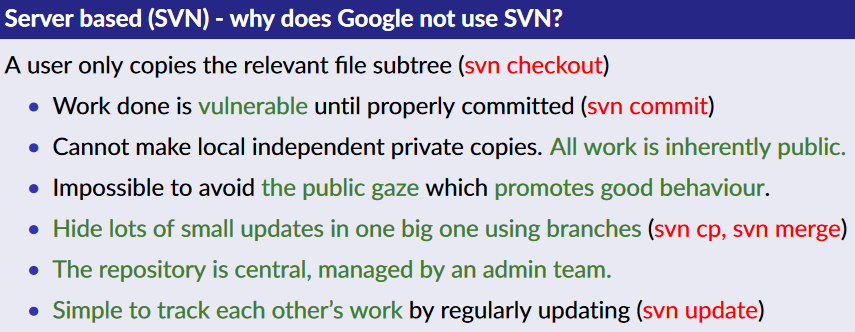 Server based (SVN) - why does Google not use SVN?
A user only copies the relevant file subtree (svn checkout)
• Work done is vulnerable until properly committed (svn commit)
• Cannot make local independent private copies. All work is inherently public.
• Impossible to avoid the public gaze which promotes good behaviour.
• Hide lots of small updates in one big one using branches (svn cp, svn merge)
• The repository is central, managed by an admin team.
• Simple to track each other’s work by regularly updating (svn update)